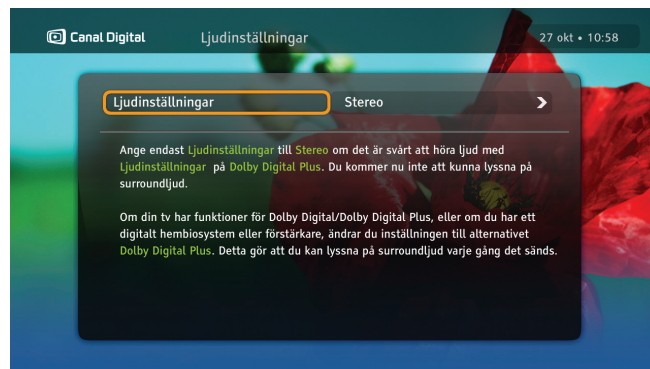 Canal Digital Ljudinställningar 27 okt • 10:58
Ljudinställningar Stereo
Ange endast Ljudinställningar till Stereo om det är svårt att höra ljud med
Ljudinställningar på Dolby Digital Plus. Du kommer nu inte att kunna lyssna på
surroundljud.
Om din tv har funktioner för Dolby Digital/Dolby Digital Plus, eller om du har ett
digitalt hembiosystem eller förstärkare, ändrar du inställningen till alternativet
Dolby Digital Plus. Detta gör att du kan lyssna på surroundljud varje gång det sänds.